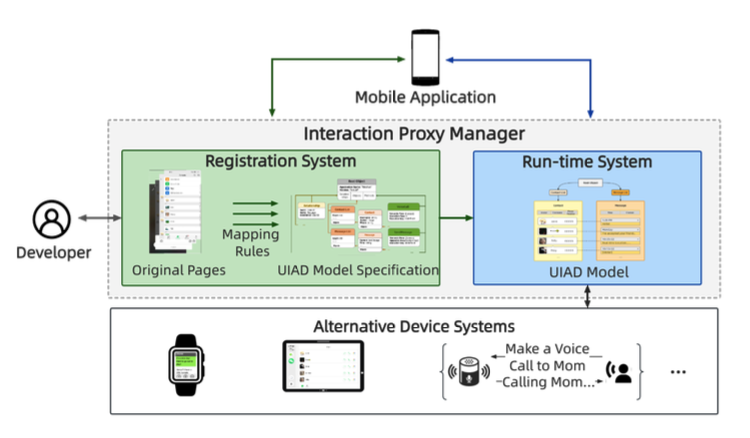 Mobile Application
Interaction Proxy Manager
Registration System
Run-time System
Developer
Mapping
Rules
Original Pages
UIAD Model Specification
UIAD Model
Alternative Device Systems
Make a Voice
Call to Mom
Calling Mom...
...